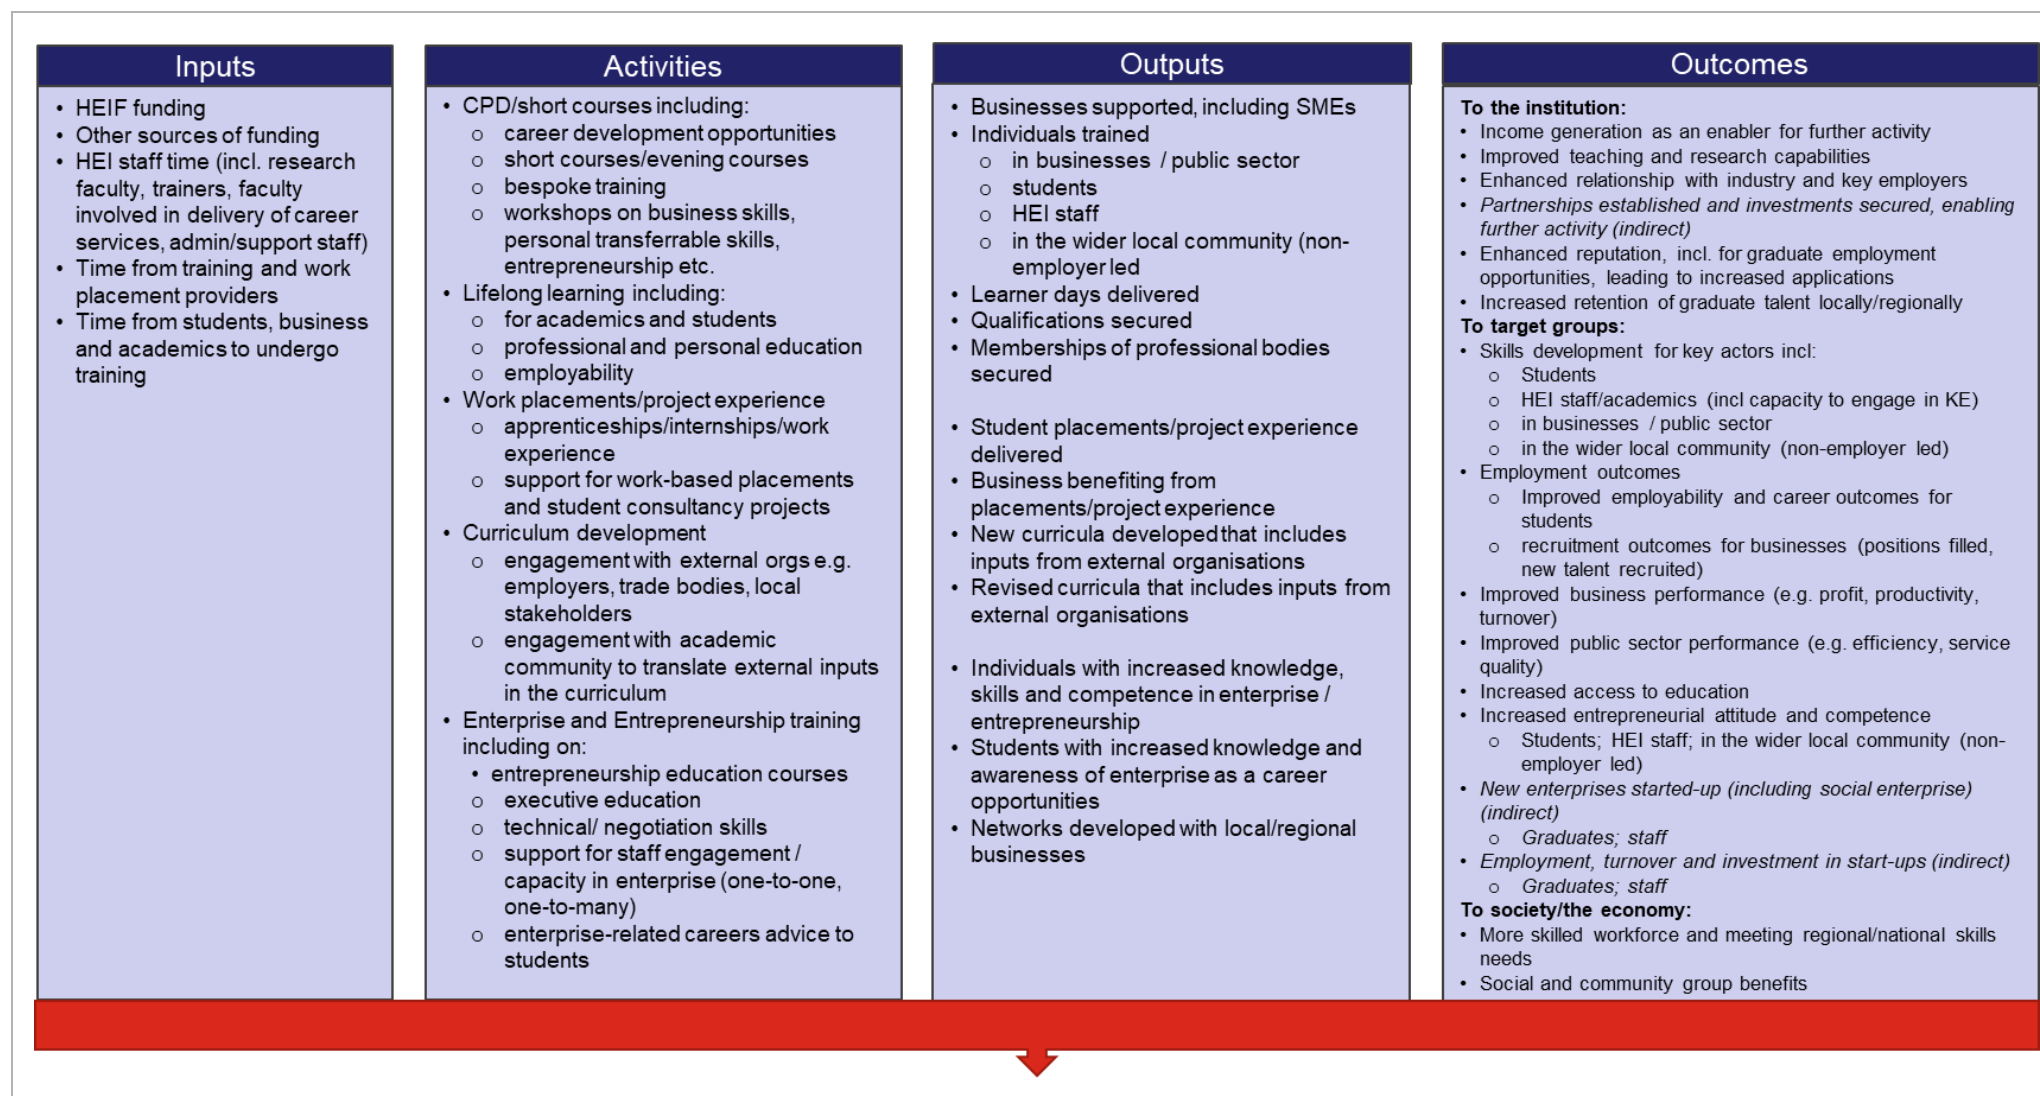 Inputs
• HEIF funding
• Other sources of funding
• HEI staff time (incl. research
faculty, trainers, faculty
involved in delivery of career
services, admin/support staff)
• Time from training and work
placement providers
• Time from students, business
and academics to undergo
training
Activities
• CPD/short courses including:
o career development opportunities
o short courses/evening courses
o bespoke training
o workshops on business skills,
personal transferrable skills,
entrepreneurship etc.
• Lifelong learning including:
o for academics and students
o professional and personal education
o employability
• Work placements/project experience
o apprenticeships/internships/work
experience
o support for work-based placements
and student consultancy projects
• Curriculum development
o engagement with external orgs e.g.
employers, trade bodies, local
stakeholders
o engagement with academic
community to translate external inputs
in the curriculum
• Enterprise and Entrepreneurship training
including on:
• entrepreneurship education courses
o executive education
o technical/ negotiation skills
o support for staff engagement /
capacity in enterprise (one-to-one,
one-to-many)
o enterprise-related careers advice to
students
Outputs
• Businesses supported, including SMEs
• Individuals trained
o in businesses / public sector
o students
o HEI staff
o in the wider local community (non-
employer led
• Learner days delivered
• Qualifications secured
• Memberships of professional bodies
secured
• Student placements/project experience
delivered
• Business benefiting from
placements/project experience
• New curricula developed that includes
inputs from external organisations
• Revised curricula that includes inputs from
external organisations
• Individuals with increased knowledge,
skills and competence in enterprise /
entrepreneurship
• Students with increased knowledge and
awareness of enterprise as a career
opportunities
• Networks developed with local/regional
businesses
Outcomes
To the institution:
• Income generation as an enabler for further activity
• Improved teaching and research capabilities
• Enhanced relationship with industry and key employers
• Partnerships established and investments secured, enabling
further activity (indirect)
• Enhanced reputation, incl. for graduate employment
opportunities, leading to increased applications
• Increased retention of graduate talent locally/regionally
To target groups:
• Skills development for key actors incl:
o Students
o HEI staff/academics (incl capacity to engage in KE)
o in businesses / public sector
o in the wider local community (non-employer led)
• Employment outcomes
o Improved employability and career outcomes for
students
o recruitment outcomes for businesses (positions filled,
new talent recruited)
• Improved business performance (e.g. profit, productivity,
turnover)
• Improved public sector performance (e.g. efficiency, service
quality)
• Increased access to education
• Increased entrepreneurial attitude and competence
o Students; HEI staff; in the wider local community (non-
employer led)
• New enterprises started-up (including social enterprise)
(indirect)
o Graduates; staff
• Employment, turnover and investment in start-ups (indirect)
o Graduates; staff
To society/the economy:
• More skilled workforce and meeting regional/national skills
needs
• Social and community group benefits